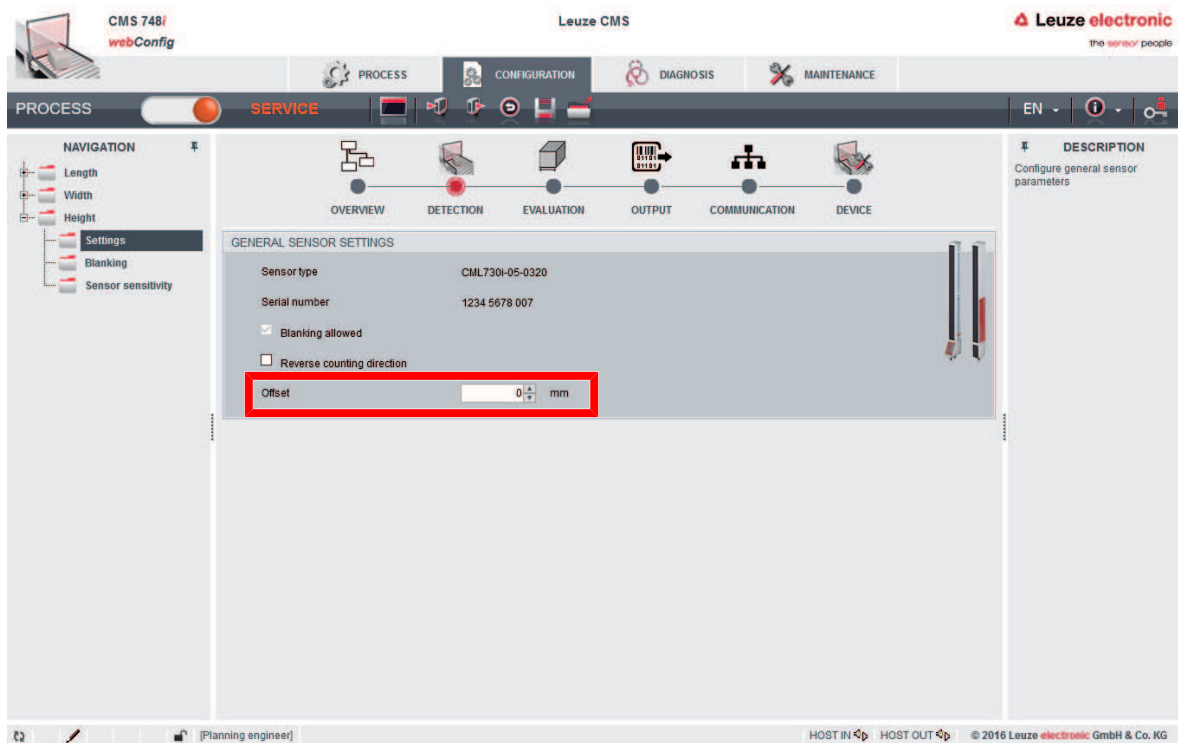 CMS 748i
webConfig
Leuze CMS
Leuze electronic
the sensor people
PROCESS
CONFIGURATION
DIAGNOSIS
MAINTENANCE
PROCESS
SERVICE
EN
NAVIGATION
Length
Width
Height
Settings
Blanking
Sensor sensitivity
OVERVIEW
DETECTION
EVALUATION
OUTPUT
COMMUNICATION
DEVICE
GENERAL SENSOR SETTINGS
Sensor type CML730i-05-0320
Serial number 1234 5678 007
Blanking allowed
Reverse counting direction
Offset 0 mm
DESCRIPTION
Configure general sensor
parameters
[Planning engineer]
HOST IN
HOST OUT
© 2016 Leuze electronic GmbH & Co. KG